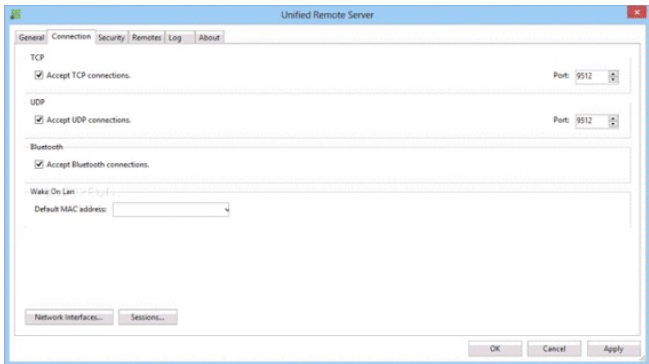 Unified Remote Server
General Connection Security Remotes Log About
TCP
Accept TCP connections. Port: 9512
UDP
Accept UDP connections. Port: 9512
Bluetooth
Accept Bluetooth connections.
Wake On Lan
Default MAC address:
Network Interfaces... Sessions...
OK Cancel Apply